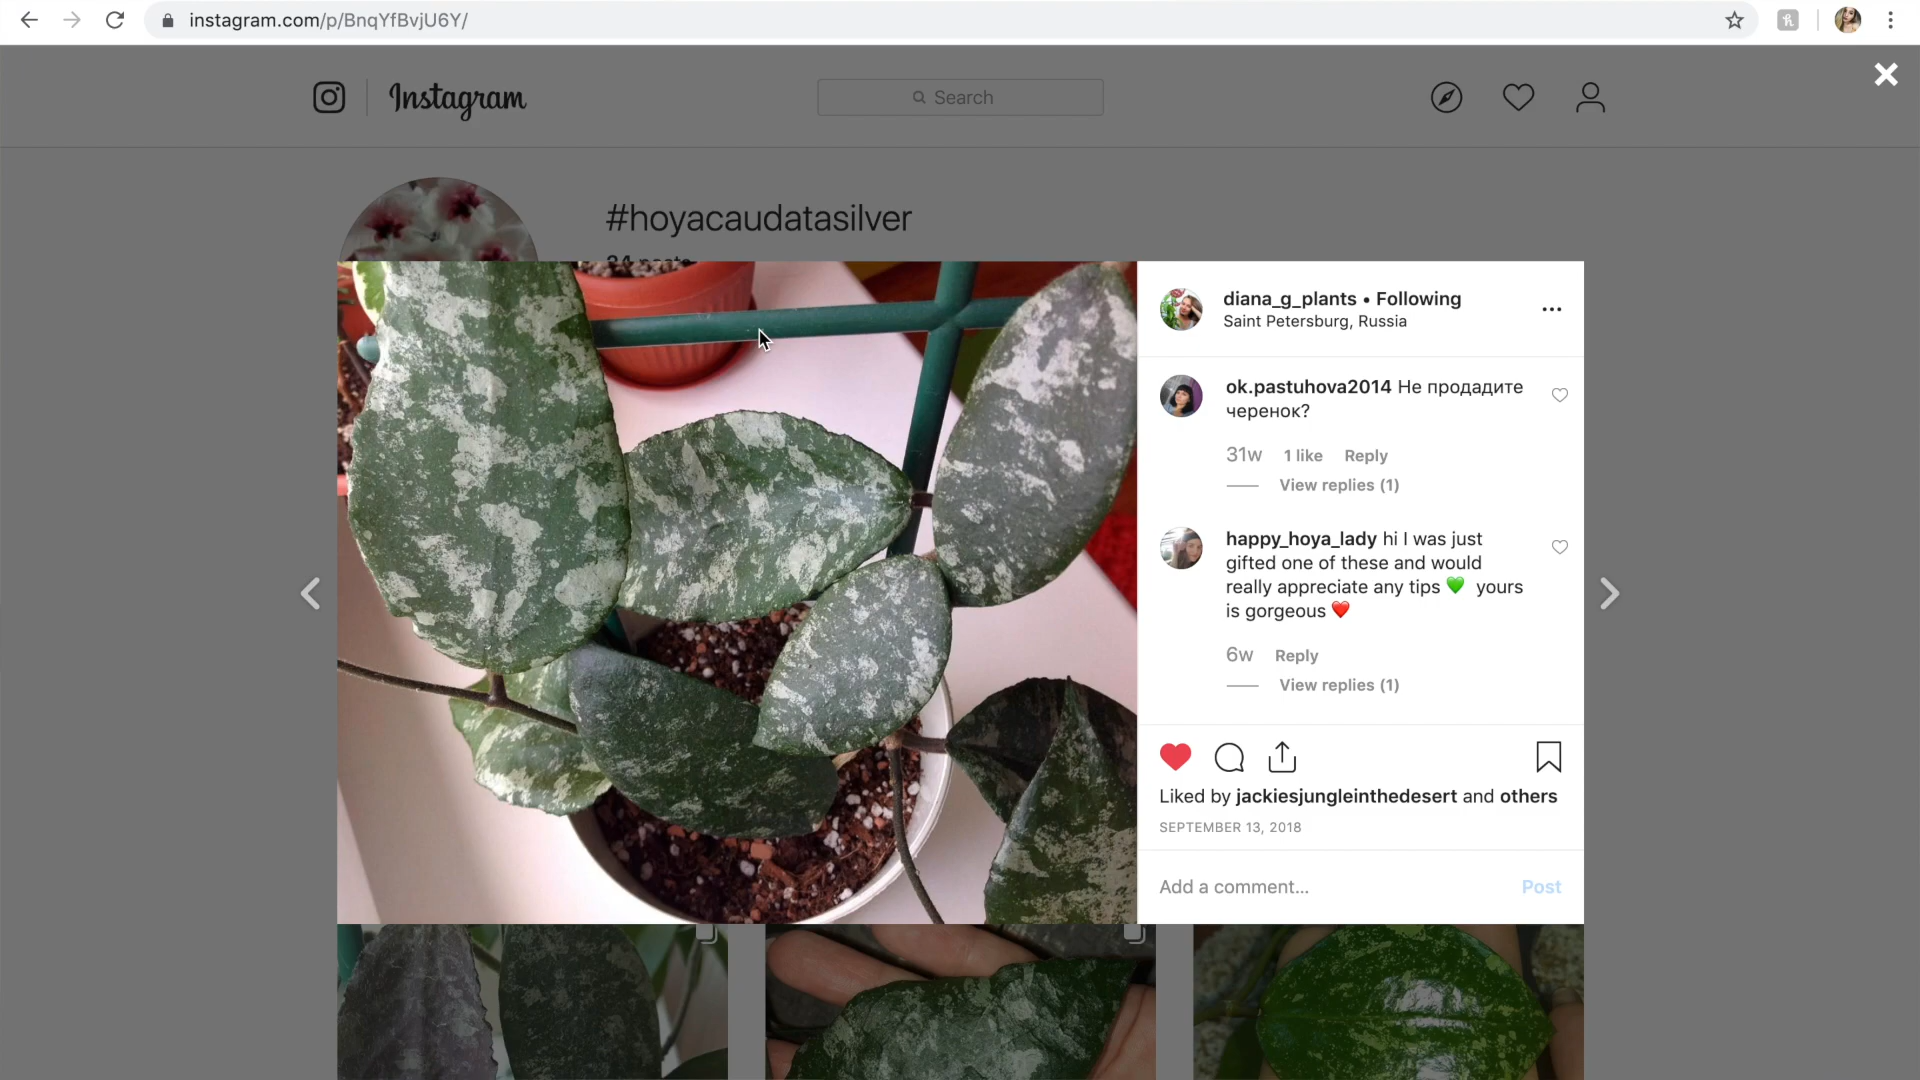 instagram.com/p/BnqYfBvjU6Y/
Instagram
Search
#hoyacaudatasilver
24 posts
diana_g_plants • Following
Saint Petersburg, Russia
ok.pastuhova2014 Не продадите
черенок?
31w 1 like Reply
View replies (1)
happy_hoya_lady hi I was just
gifted one of these and would
really appreciate any tips 💚 yours
is gorgeous ❤️
6w Reply
View replies (1)
Liked by jackiesjungleinthedesert and others
SEPTEMBER 13, 2018
Add a comment... Post